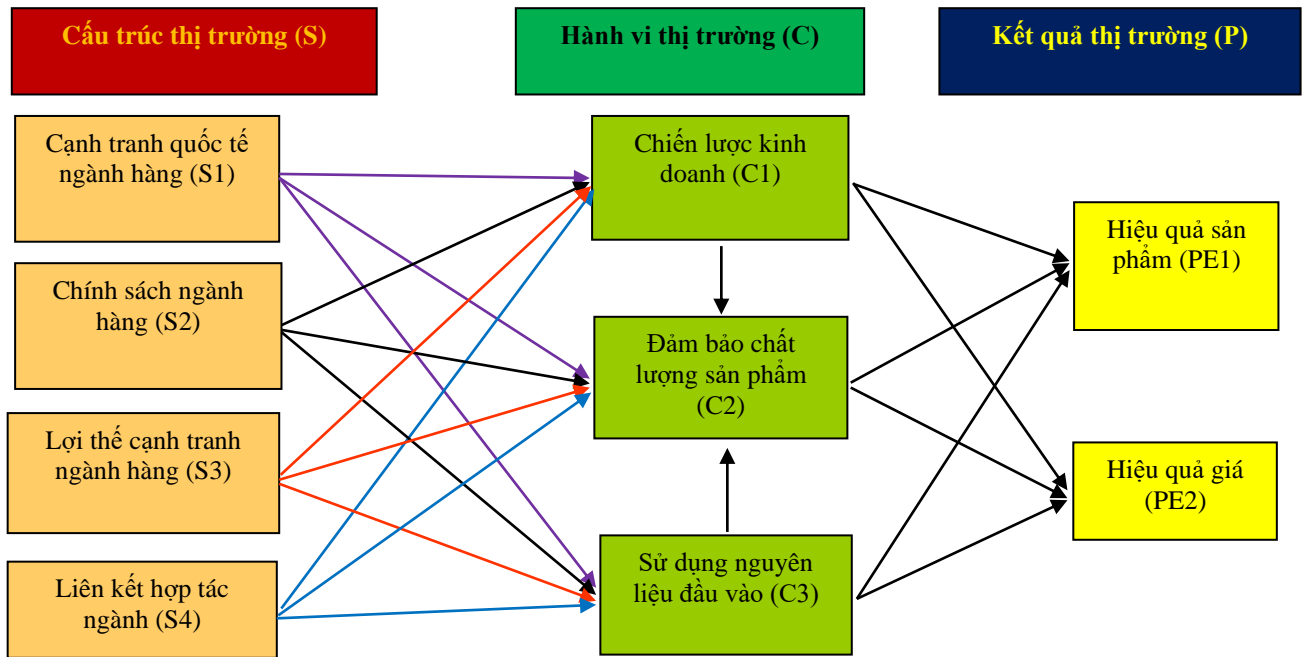 Cấu trúc thị trường (S)
Hành vi thị trường (C)
Kết quả thị trường (P)
Cạnh tranh quốc tế
ngành hàng (S1)
Chính sách ngành
hàng (S2)
Lợi thế cạnh tranh
ngành hàng (S3)
Liên kết hợp tác
ngành (S4)
Chiến lược kinh
doanh (C1)
Đảm bảo chất
lượng sản phẩm
(C2)
Sử dụng nguyên
liệu đầu vào (C3)
Hiệu quả sản
phẩm (PE1)
Hiệu quả giá
(PE2)